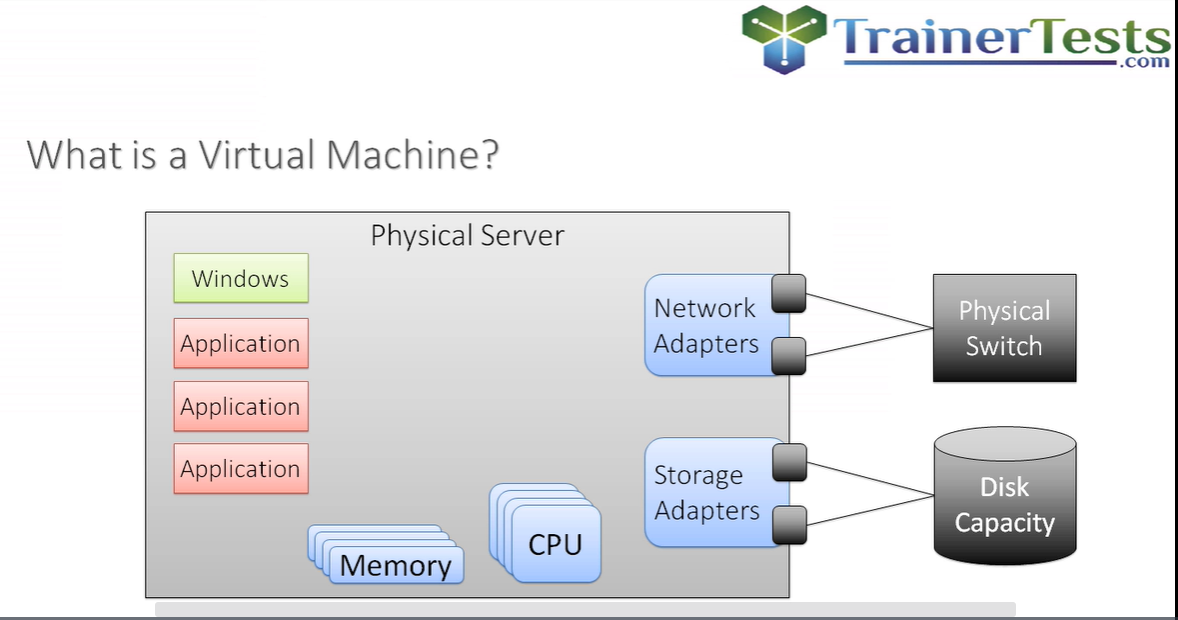 TrainerTests
.com
What is a Virtual Machine?
Physical Server
Windows
Application
Application
Application
Memory
CPU
Network
Adapters
Storage
Adapters
Physical
Switch
Disk
Capacity